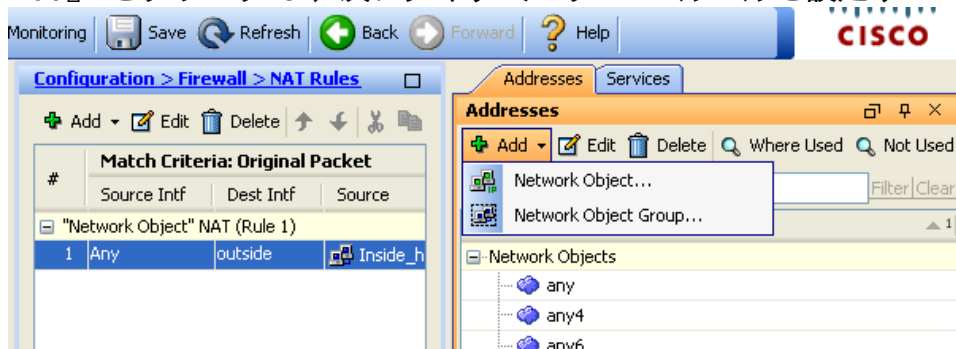 Monitoring Save Refresh Back Forward Help
CISCO
Configuration > Firewall > NAT Rules
Add Edit Delete
# Match Criteria: Original Packet
Source Intf Dest Intf Source
"Network Object" NAT (Rule 1)
1 Any outside Inside_h
Addresses Services
Addresses
Add Edit Delete Where Used Not Used
Filter Clear
Network Object...
Network Object Group...
1
Network Objects
any
any4
any6